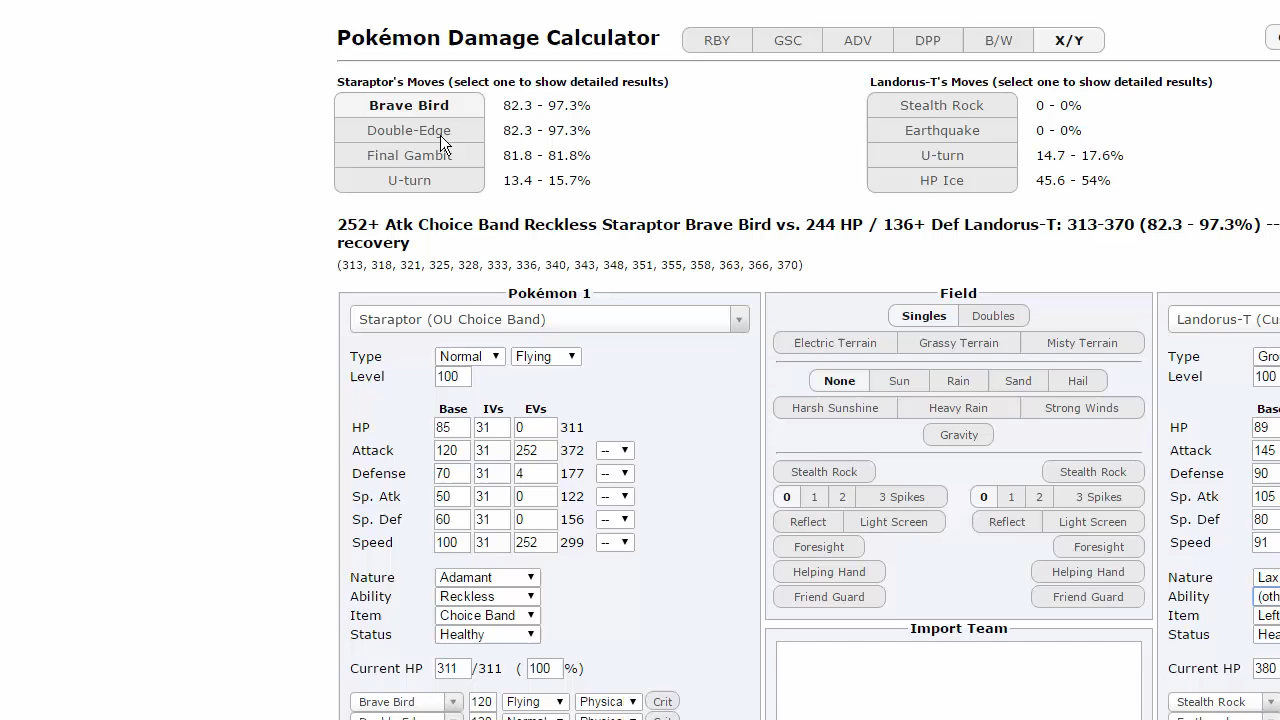 Pokémon Damage Calculator RBY GSC ADV DPP B/W X/Y
Staraptor's Moves (select one to show detailed results) Landorus-T's Moves (select one to show detailed results)
Brave Bird 82.3 - 97.3% Stealth Rock 0 - 0%
Double-Edge 82.3 - 97.3% Earthquake 0 - 0%
Final Gambit 81.8 - 81.8% U-turn 14.7 - 17.6%
U-turn 13.4 - 15.7% HP Ice 45.6 - 54%
252+ Atk Choice Band Reckless Staraptor Brave Bird vs. 244 HP / 136+ Def Landorus-T: 313-370 (82.3 - 97.3%) --
recovery
(313, 318, 321, 325, 328, 333, 336, 340, 343, 348, 351, 355, 358, 363, 366, 370)
Pokémon 1
Staraptor (OU Choice Band)
Type Normal Flying
Level 100
Base IVs EVs
HP 85 31 0 311
Attack 120 31 252 372 --
Defense 70 31 4 177 --
Sp. Atk 50 31 0 122 --
Sp. Def 60 31 0 156 --
Speed 100 31 252 299 --
Nature Adamant
Ability Reckless
Item Choice Band
Status Healthy
Current HP 311 /311 ( 100 %)
Brave Bird 120 Flying Physica Crit
Field
Singles Doubles
Electric Terrain Grassy Terrain Misty Terrain
None Sun Rain Sand Hail
Harsh Sunshine Heavy Rain Strong Winds
Gravity
Stealth Rock Stealth Rock
0 1 2 3 Spikes 0 1 2 3 Spikes
Reflect Light Screen Reflect Light Screen
Foresight Foresight
Helping Hand Helping Hand
Friend Guard Friend Guard
Import Team
Landorus-T (Cu
Type Gro
Level 100
Bas
HP 89
Attack 145
Defense 90
Sp. Atk 105
Sp. Def 80
Speed 91
Nature Lax
Ability (oth
Item Left
Status Hea
Current HP 380
Stealth Rock